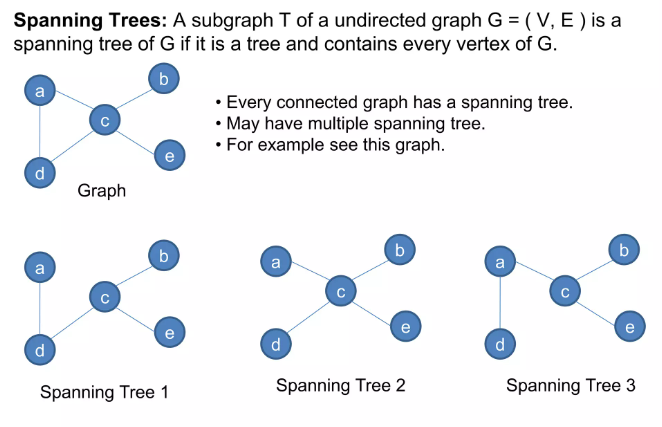 Spanning Trees: A subgraph T of a undirected graph G = ( V, E ) is a
spanning tree of G if it is a tree and contains every vertex of G.
a
b
c
d
e
Graph
• Every connected graph has a spanning tree.
• May have multiple spanning tree.
• For example see this graph.
a
b
c
d
e
Spanning Tree 1
a
b
c
d
e
Spanning Tree 2
a
b
c
d
e
Spanning Tree 3